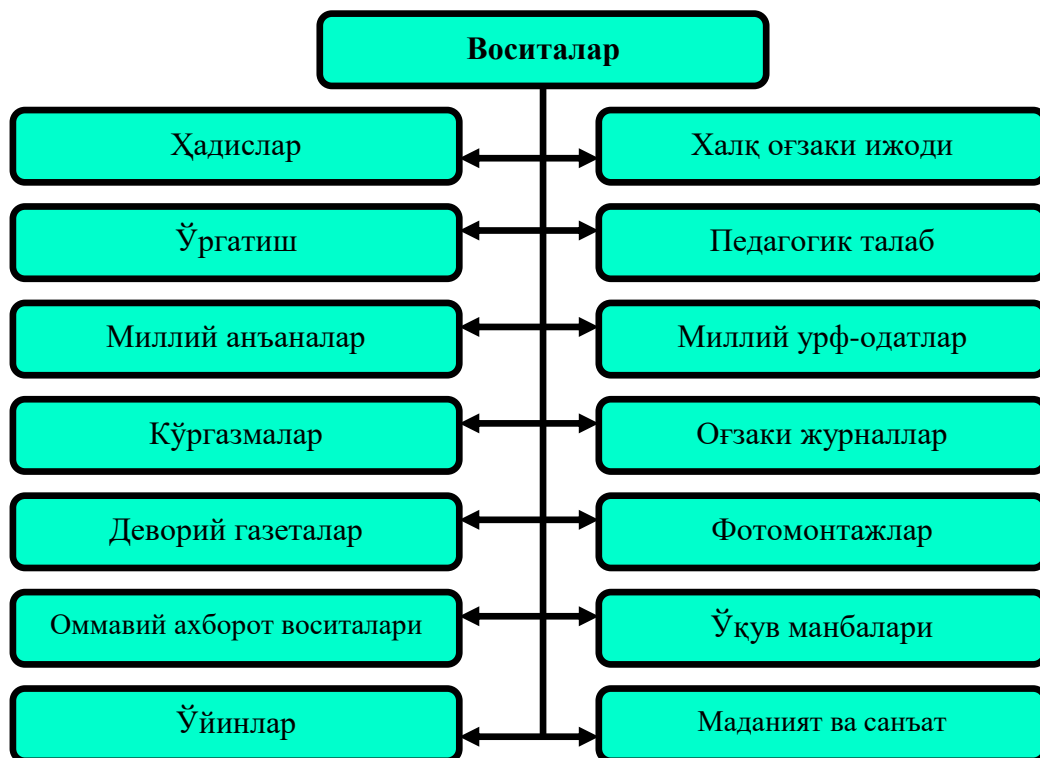 Воситалар
Ҳадислар
Халқ оғзаки ижоди
Ўргатиш
Педагогик талаб
Миллий анъаналар
Миллий урф-одатлар
Кўргазмалар
Оғзаки журналлар
Деворий газеталар
Фотомонтажлар
Оммавий ахборот воситалари
Ўқув манбалари
Ўйинлар
Маданият ва санъат